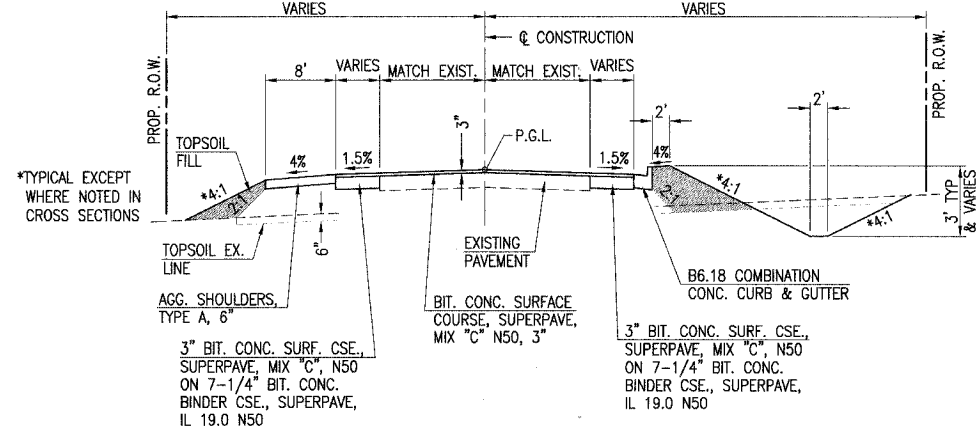 VARIES
VARIES
℄ CONSTRUCTION
8'
VARIES
MATCH EXIST.
MATCH EXIST.
VARIES
2'
2'
PROP. R.O.W.
PROP. R.O.W.
3"
P.G.L.
TOPSOIL
FILL
4%
1.5%
1.5%
4%
*TYPICAL EXCEPT
WHERE NOTED IN
CROSS SECTIONS
*4:1
2:1
2:1
*4:1
*4:1
3' TYP
& VARIES
6"
TOPSOIL EX.
LINE
EXISTING
PAVEMENT
B6.18 COMBINATION
CONC. CURB & GUTTER
AGG. SHOULDERS,
TYPE A, 6"
BIT. CONC. SURFACE
COURSE, SUPERPAVE,
MIX "C" N50, 3"
3" BIT. CONC. SURF. CSE.,
SUPERPAVE, MIX "C", N50
ON 7-1/4" BIT. CONC.
BINDER CSE., SUPERPAVE,
IL 19.0 N50
3" BIT. CONC. SURF. CSE.,
SUPERPAVE, MIX "C", N50
ON 7-1/4" BIT. CONC.
BINDER CSE., SUPERPAVE,
IL 19.0 N50